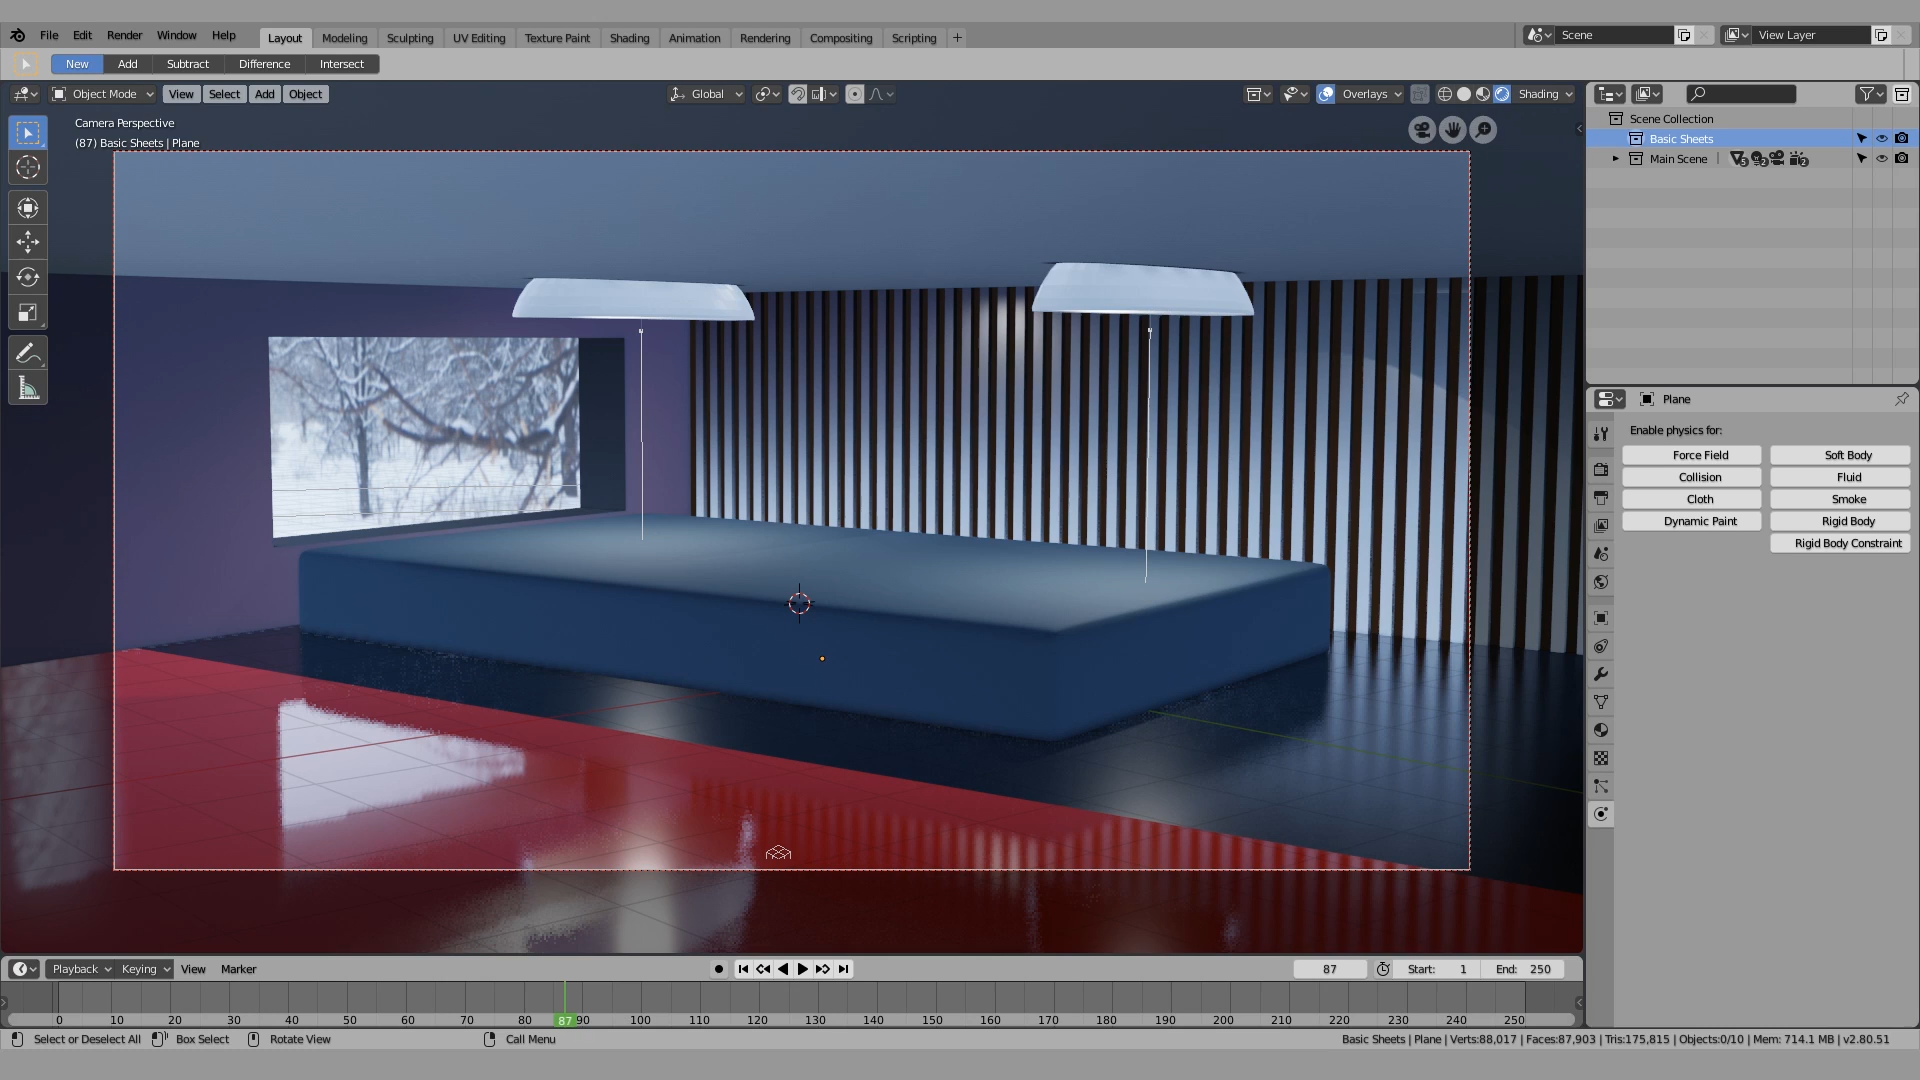 File Edit Render Window Help Layout Modeling Sculpting UV Editing Texture Paint Shading Animation Rendering Compositing Scripting + Scene View Layer
New Add Subtract Difference Intersect
Object Mode View Select Add Object Global Overlays Shading
Camera Perspective
(87) Basic Sheets | Plane
Scene Collection
Basic Sheets
Main Scene 5 2 2
Plane
Enable physics for:
Force Field Soft Body
Collision Fluid
Cloth Smoke
Dynamic Paint Rigid Body
Rigid Body Constraint
Playback Keying View Marker 87 Start: 1 End: 250
0 10 20 30 40 50 60 70 80 87 90 100 110 120 130 140 150 160 170 180 190 200 210 220 230 240 250
Select or Deselect All Box Select Rotate View Call Menu Basic Sheets | Plane | Verts:88,017 | Faces:87,903 | Tris:175,815 | Objects:0/10 | Mem: 714.1 MB | v2.80.51